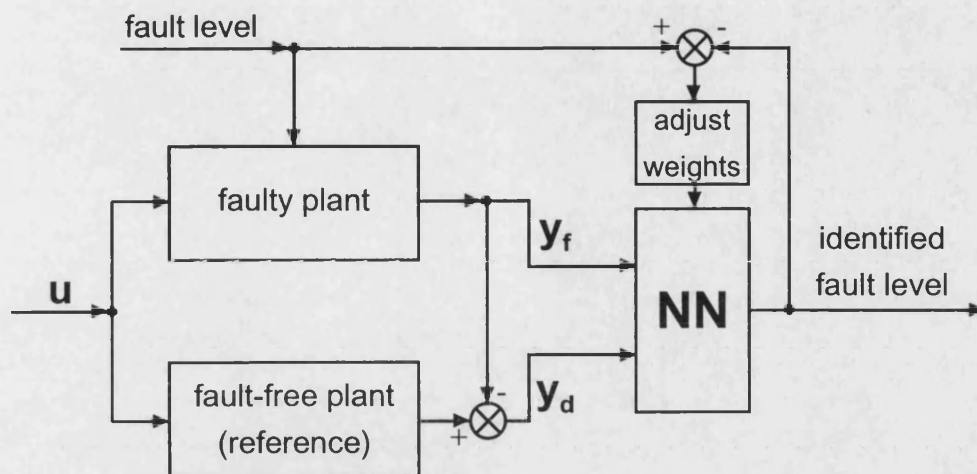 fault level
+ -
adjust
weights
faulty plant
y_f
identified
fault level
u
NN
fault-free plant
(reference)
-
+
y_d